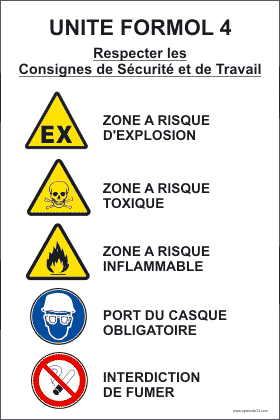 UNITE FORMOL 4
Respecter les
Consignes de Sécurité et de Travail
EX
ZONE A RISQUE
D'EXPLOSION
ZONE A RISQUE
TOXIQUE
ZONE A RISQUE
INFLAMMABLE
PORT DU CASQUE
OBLIGATOIRE
INTERDICTION
DE FUMER